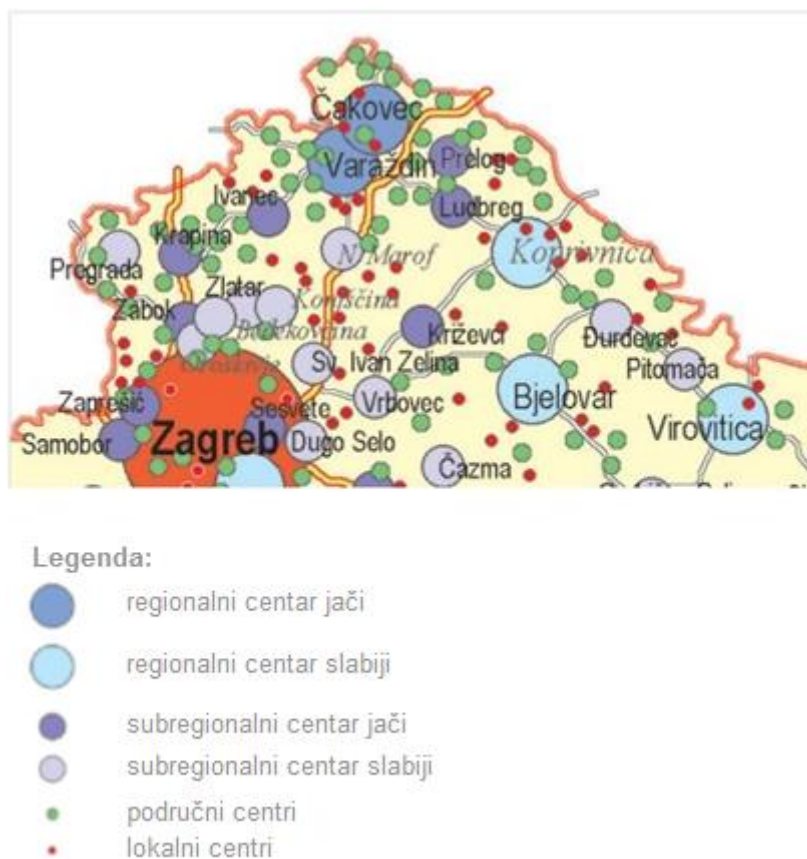 Čakovec
Varaždin
Prelog
Ivanec
Ludbreg
Krapina
N. Marof
Koprivnica
Pregrada
Zlatar
Konjščina
Zabok
Bedekovčina
Križevci
Đurđevac
Sv. Ivan Zelina
Pitomača
Zaprešić
Sesvete
Vrbovec
Bjelovar
Virovitica
Samobor
Zagreb
Dugo Selo
Čazma
Legenda:
regionalni centar jači
regionalni centar slabiji
subregionalni centar jači
subregionalni centar slabiji
područni centri
lokalni centri